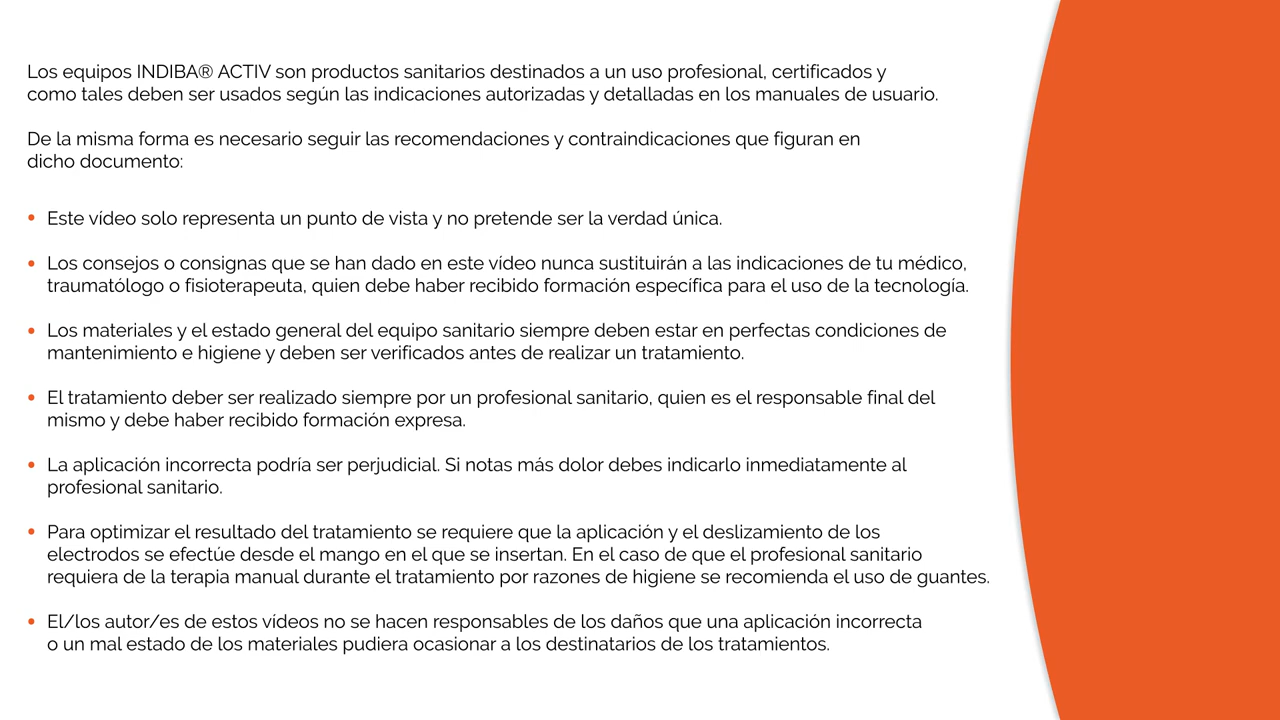 Los equipos INDIBA® ACTIV son productos sanitarios destinados a un uso profesional, certificados y
como tales deben ser usados según las indicaciones autorizadas y detalladas en los manuales de usuario.
De la misma forma es necesario seguir las recomendaciones y contraindicaciones que figuran en
dicho documento:
• Este vídeo solo representa un punto de vista y no pretende ser la verdad única.
• Los consejos o consignas que se han dado en este vídeo nunca sustituirán a las indicaciones de tu médico,
traumatólogo o fisioterapeuta, quien debe haber recibido formación específica para el uso de la tecnología.
• Los materiales y el estado general del equipo sanitario siempre deben estar en perfectas condiciones de
mantenimiento e higiene y deben ser verificados antes de realizar un tratamiento.
• El tratamiento deber ser realizado siempre por un profesional sanitario, quien es el responsable final del
mismo y debe haber recibido formación expresa.
• La aplicación incorrecta podría ser perjudicial. Si notas más dolor debes indicarlo inmediatamente al
profesional sanitario.
• Para optimizar el resultado del tratamiento se requiere que la aplicación y el deslizamiento de los
electrodos se efectúe desde el mango en el que se insertan. En el caso de que el profesional sanitario
requiera de la terapia manual durante el tratamiento por razones de higiene se recomienda el uso de guantes.
• El/los autor/es de estos vídeos no se hacen responsables de los daños que una aplicación incorrecta
o un mal estado de los materiales pudiera ocasionar a los destinatarios de los tratamientos.